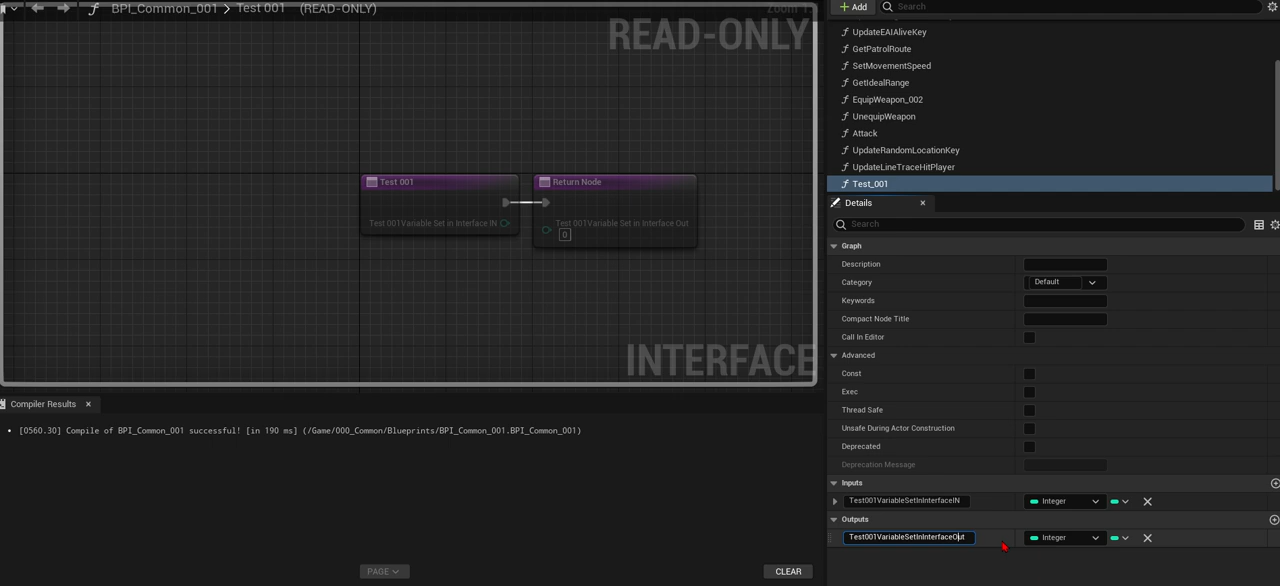 BPI_Common_001 > Test 001 (READ-ONLY)
READ-ONLY
Test 001
Return Node
Test 001Variable Set in Interface IN
Test 001Variable Set in Interface Out
0
INTERFACE
Compiler Results
• [0560.30] Compile of BPI_Common_001 successful! [in 190 ms] (/Game/000_Common/Blueprints/BPI_Common_001.BPI_Common_001)
PAGE
CLEAR
Add
Search
UpdateEAIAliveKey
GetPatrolRoute
SetMovementSpeed
GetIdealRange
EquipWeapon_002
UnequipWeapon
Attack
UpdateRandomLocationKey
UpdateLineTraceHitPlayer
Test_001
Details
Search
Graph
Description
Category Default
Keywords
Compact Node Title
Call In Editor
Advanced
Const
Exec
Thread Safe
Unsafe During Actor Construction
Deprecated
Deprecation Message
Inputs
Test001VariableSetInInterfaceIN Integer
Outputs
Test001VariableSetInInterfaceOut Integer